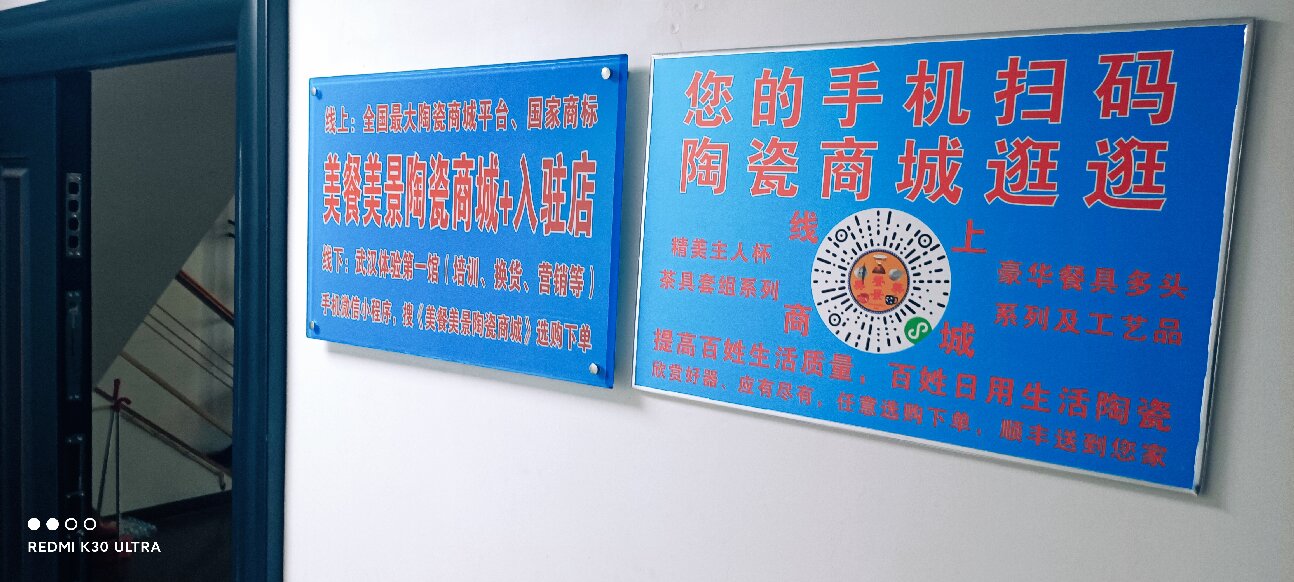 线上：全国最大陶瓷商城平台、国家商标
美餐美景陶瓷商城+入驻店
线下：武汉体验第一馆（培训、换货、营销等）
手机微信小程序，搜《美餐美景陶瓷商城》选购下单
您的手机扫码
陶瓷商城逛逛
线上
精美主人杯
茶具套组系列
豪华餐具多头
系列及工艺品
商城
提高百姓生活质量，百姓日用生活陶瓷
欣赏好器、应有尽有，任意选购下单，顺丰送到您家
REDMI K30 ULTRA